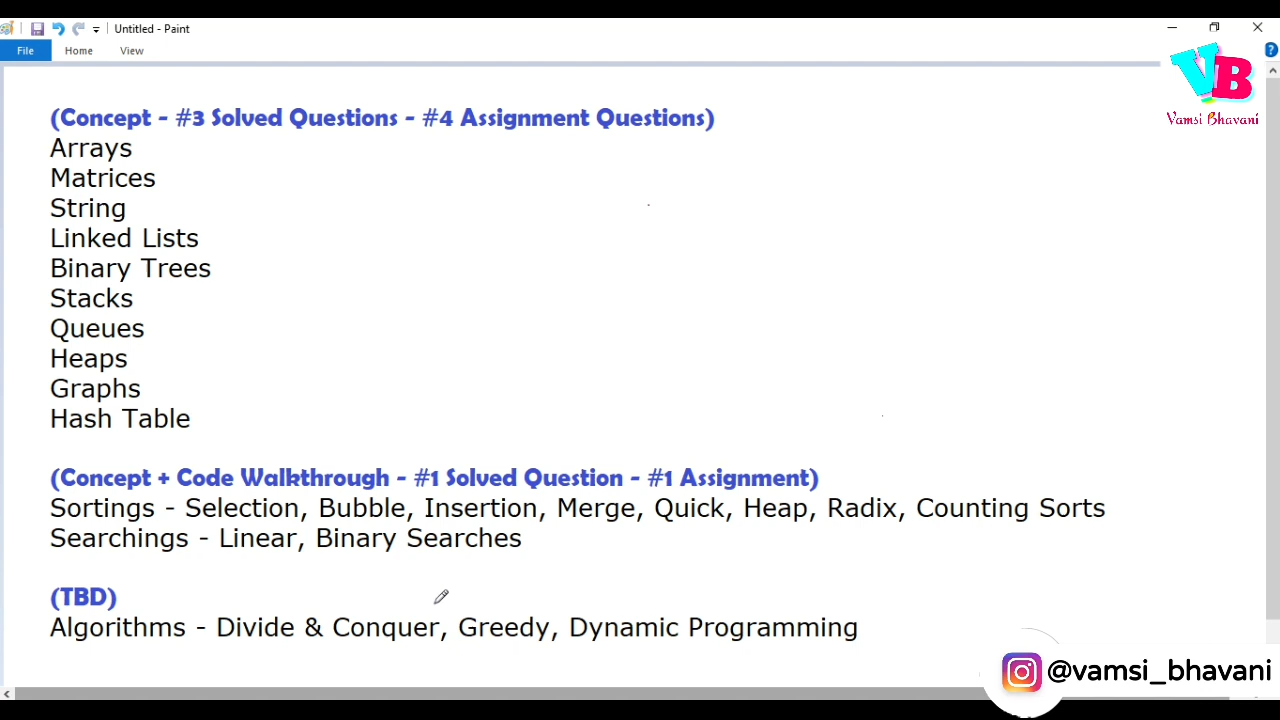 Untitled - Paint
File Home View
VB
Vamsi Bhavani
(Concept - #3 Solved Questions - #4 Assignment Questions)
Arrays
Matrices
String
Linked Lists
Binary Trees
Stacks
Queues
Heaps
Graphs
Hash Table
(Concept + Code Walkthrough - #1 Solved Question - #1 Assignment)
Sortings - Selection, Bubble, Insertion, Merge, Quick, Heap, Radix, Counting Sorts
Searchings - Linear, Binary Searches
(TBD)
Algorithms - Divide & Conquer, Greedy, Dynamic Programming
@vamsi_bhavani